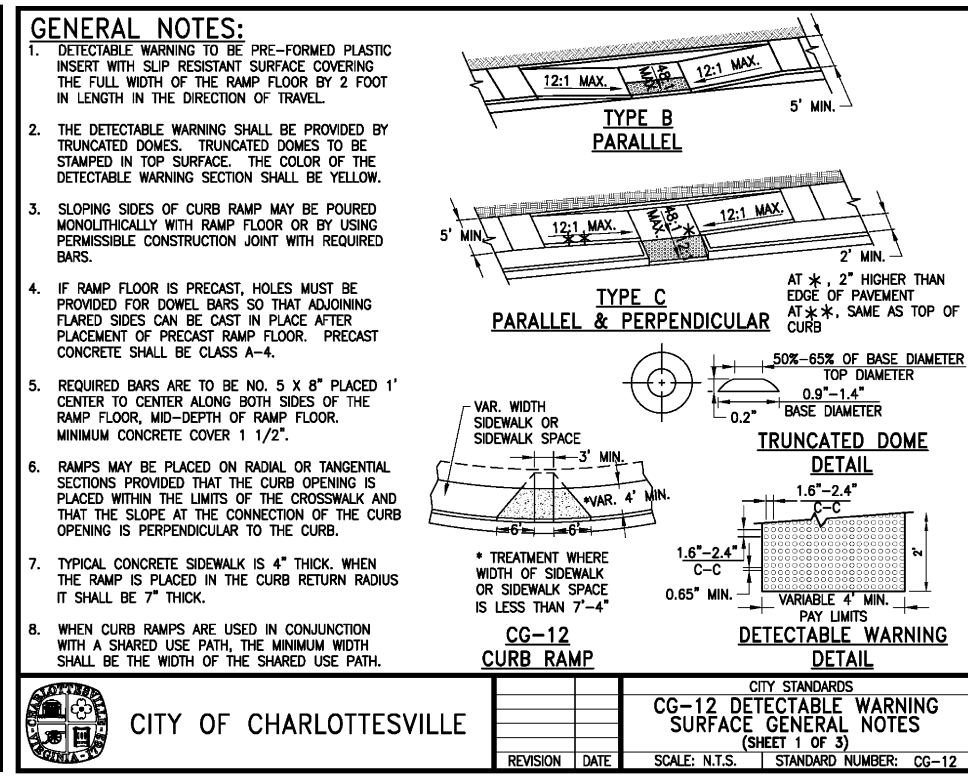 GENERAL NOTES:
1. DETECTABLE WARNING TO BE PRE-FORMED PLASTIC
INSERT WITH SLIP RESISTANT SURFACE COVERING
THE FULL WIDTH OF THE RAMP FLOOR BY 2 FOOT
IN LENGTH IN THE DIRECTION OF TRAVEL.
2. THE DETECTABLE WARNING SHALL BE PROVIDED BY
TRUNCATED DOMES. TRUNCATED DOMES TO BE
STAMPED IN TOP SURFACE. THE COLOR OF THE
DETECTABLE WARNING SECTION SHALL BE YELLOW.
3. SLOPING SIDES OF CURB RAMP MAY BE POURED
MONOLITHICALLY WITH RAMP FLOOR OR BY USING
PERMISSIBLE CONSTRUCTION JOINT WITH REQUIRED
BARS.
4. IF RAMP FLOOR IS PRECAST, HOLES MUST BE
PROVIDED FOR DOWEL BARS SO THAT ADJOINING
FLARED SIDES CAN BE CAST IN PLACE AFTER
PLACEMENT OF PRECAST RAMP FLOOR. PRECAST
CONCRETE SHALL BE CLASS A-4.
5. REQUIRED BARS ARE TO BE NO. 5 X 8" PLACED 1'
CENTER TO CENTER ALONG BOTH SIDES OF THE
RAMP FLOOR, MID-DEPTH OF RAMP FLOOR.
MINIMUM CONCRETE COVER 1 1/2".
6. RAMPS MAY BE PLACED ON RADIAL OR TANGENTIAL
SECTIONS PROVIDED THAT THE CURB OPENING IS
PLACED WITHIN THE LIMITS OF THE CROSSWALK AND
THAT THE SLOPE AT THE CONNECTION OF THE CURB
OPENING IS PERPENDICULAR TO THE CURB.
7. TYPICAL CONCRETE SIDEWALK IS 4" THICK. WHEN
THE RAMP IS PLACED IN THE CURB RETURN RADIUS
IT SHALL BE 7" THICK.
8. WHEN CURB RAMPS ARE USED IN CONJUNCTION
WITH A SHARED USE PATH, THE MINIMUM WIDTH
SHALL BE THE WIDTH OF THE SHARED USE PATH.
12:1 MAX.
48:1
MAX
12:1 MAX.
5' MIN.
TYPE B
PARALLEL
5' MIN.
12:1 MAX.
**
48:1
MAX.
*
12:1
12:1 MAX.
2' MIN.
TYPE C
PARALLEL & PERPENDICULAR
AT *, 2" HIGHER THAN
EDGE OF PAVEMENT
AT **, SAME AS TOP OF
CURB
50%-65% OF BASE DIAMETER
TOP DIAMETER
0.9"-1.4"
BASE DIAMETER
0.2"
TRUNCATED DOME
DETAIL
VAR. WIDTH
SIDEWALK OR
SIDEWALK SPACE
3' MIN.
*VAR. 4' MIN.
6'
6'
* TREATMENT WHERE
WIDTH OF SIDEWALK
OR SIDEWALK SPACE
IS LESS THAN 7'-4"
CG-12
CURB RAMP
1.6"-2.4"
C-C
1.6"-2.4"
C-C
0.65" MIN.
2'
VARIABLE 4' MIN.
PAY LIMITS
DETECTABLE WARNING
DETAIL
CHARLOTTESVILLE
VIRGINIA
CITY OF CHARLOTTESVILLE
REVISION DATE
CITY STANDARDS
CG-12 DETECTABLE WARNING
SURFACE GENERAL NOTES
(SHEET 1 OF 3)
SCALE: N.T.S. STANDARD NUMBER: CG-12